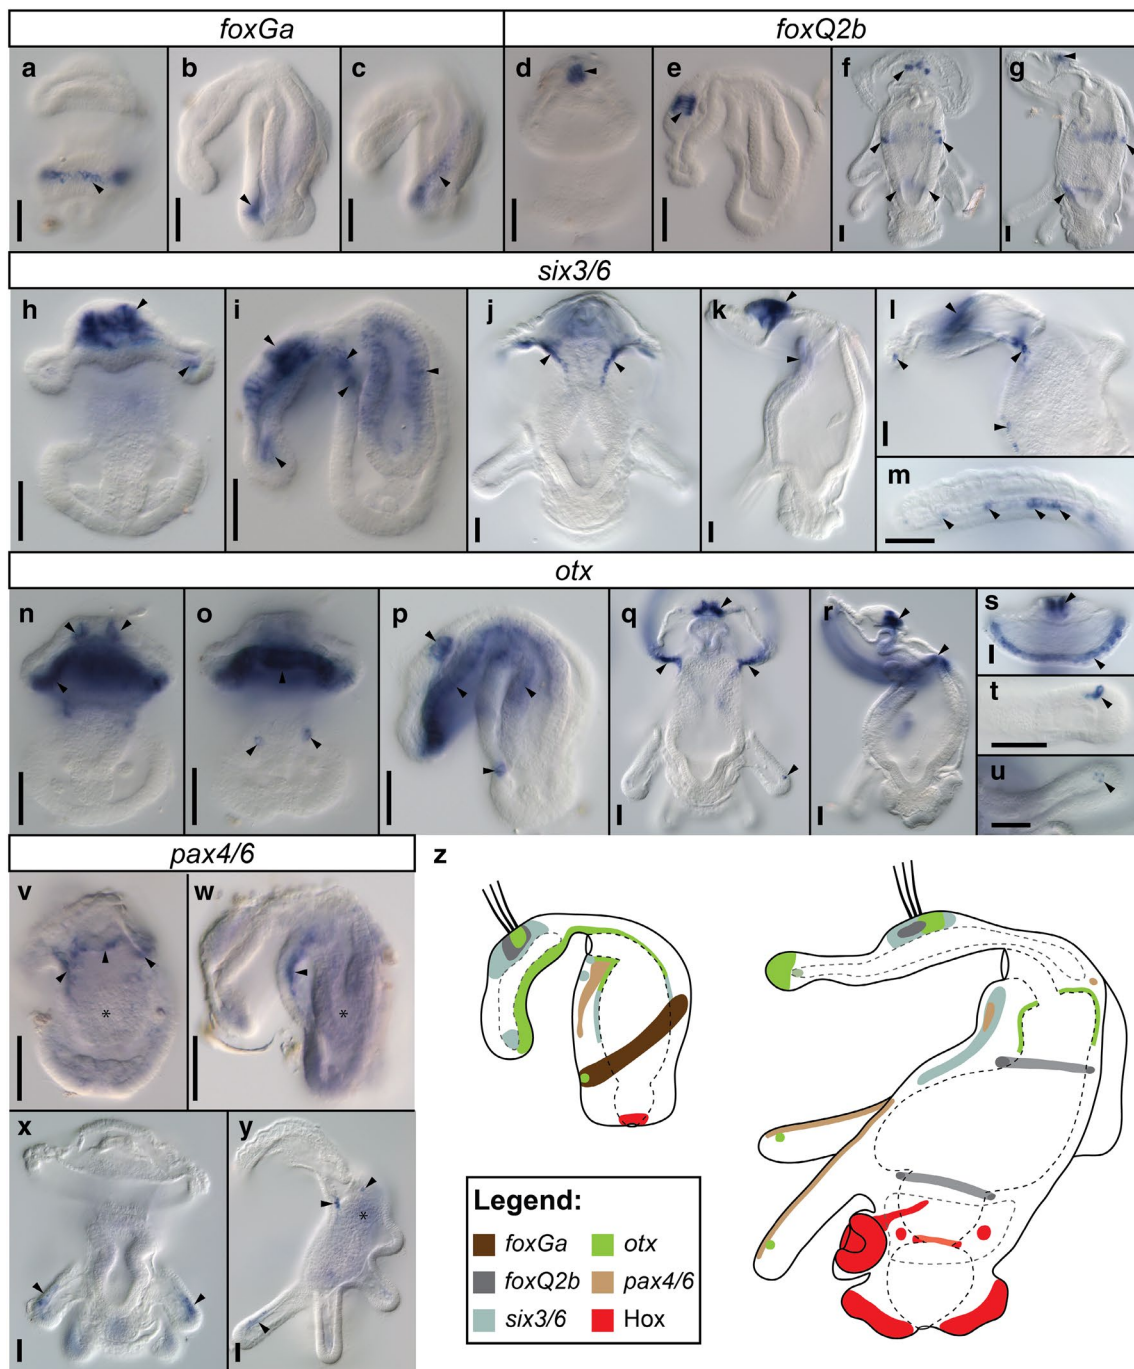 foxGa
foxQ2b
a
b
c
d
e
f
g
six3/6
h
i
j
k
l
m
otx
n
o
p
q
r
s
t
u
pax4/6
z
v
w
*
*
x
y
*
Legend:
foxGa
otx
foxQ2b
pax4/6
six3/6
Hox